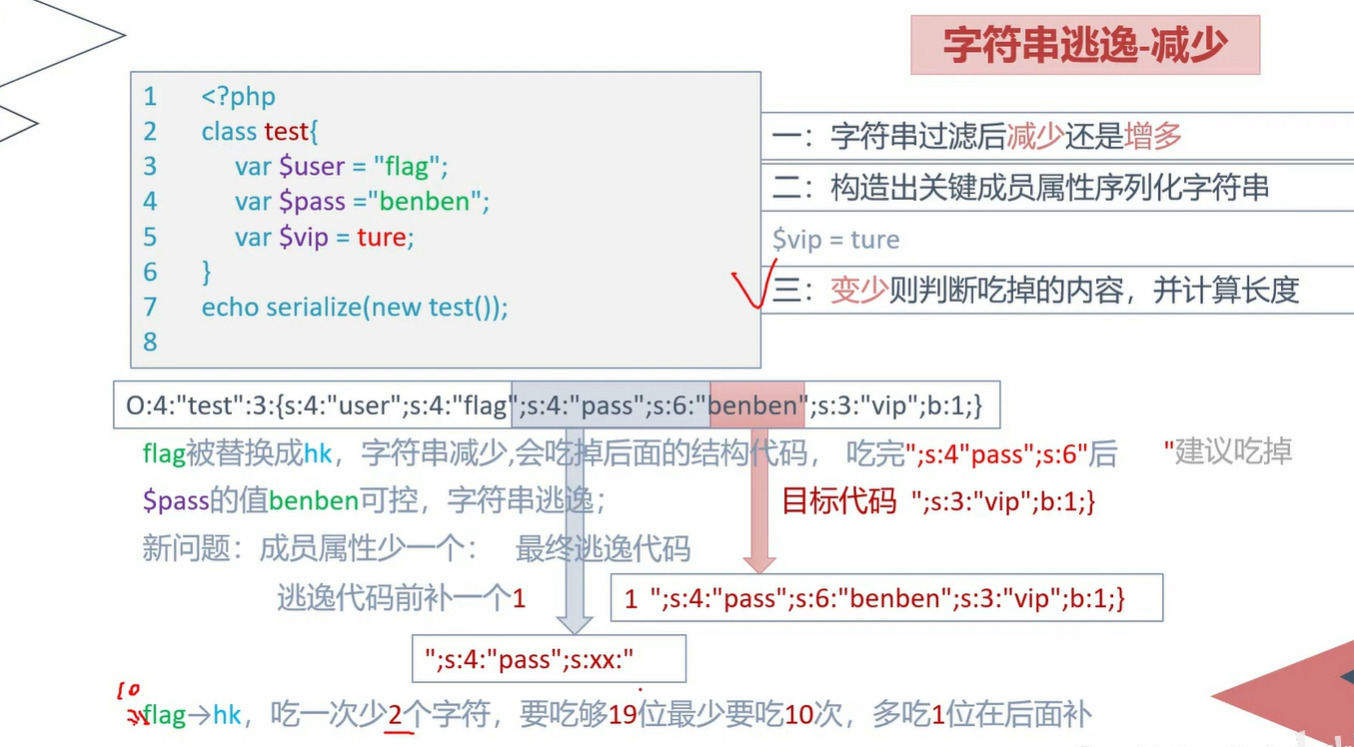 字符串逃逸-减少
1 <?php
2 class test{
3 var $user = "flag";
4 var $pass ="benben";
5 var $vip = ture;
6 }
7 echo serialize(new test());
8
一：字符串过滤后减少还是增多
二：构造出关键成员属性序列化字符串
$vip = ture
三：变少则判断吃掉的内容，并计算长度
O:4:"test":3:{s:4:"user";s:4:"flag";s:4:"pass";s:6:"benben";s:3:"vip";b:1;}
flag被替换成hk，字符串减少,会吃掉后面的结构代码， 吃完";s:4"pass";s:6"后 "建议吃掉
$pass的值benben可控，字符串逃逸； 目标代码 ";s:3:"vip";b:1;}
新问题：成员属性少一个： 最终逃逸代码
逃逸代码前补一个1 1 ";s:4:"pass";s:6:"benben";s:3:"vip";b:1;}
";s:4:"pass";s:xx:"
flag→hk，吃一次少2个字符，要吃够19位最少要吃10次，多吃1位在后面补